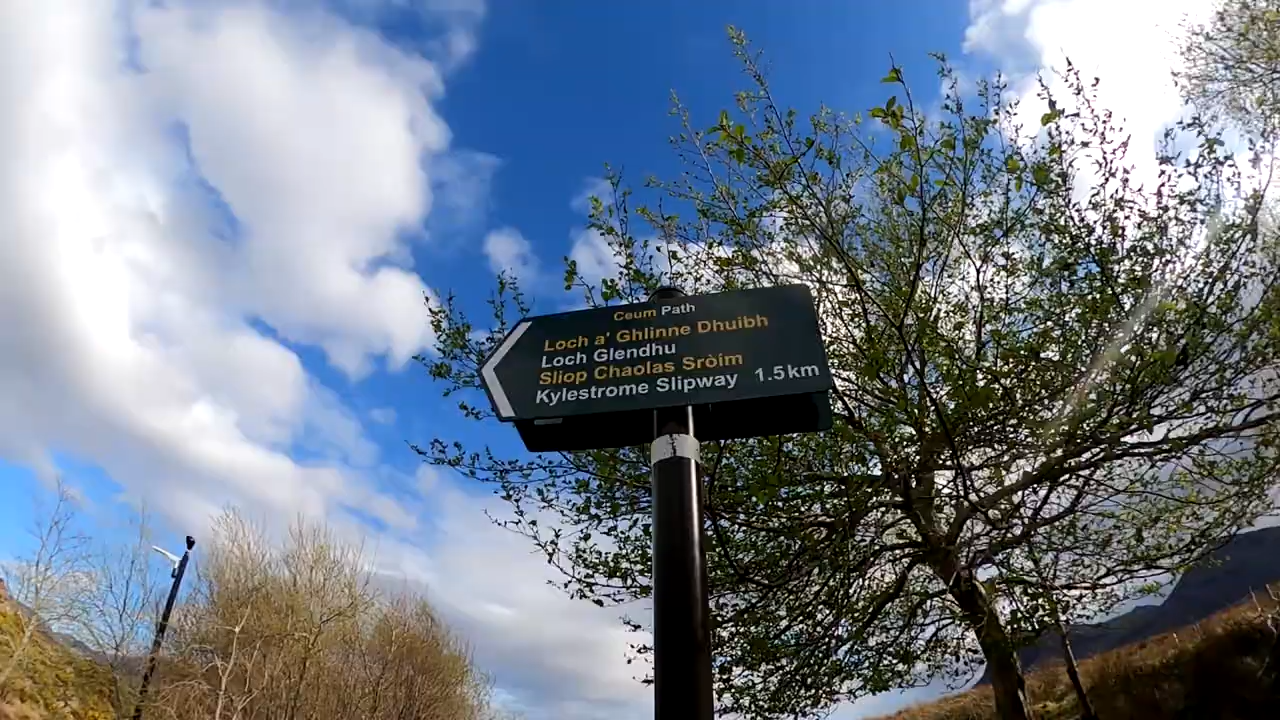 Ceum Path
Loch a' Ghlinne Dhuibh
Loch Glendhu
Sliop Chaolas Sròim
Kylestrome Slipway 1.5km